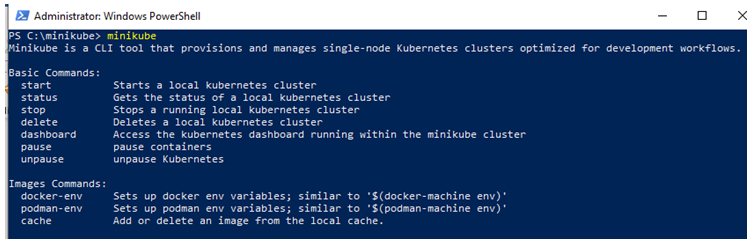 Administrator: Windows PowerShell
PS C:\minikube> minikube
Minikube is a CLI tool that provisions and manages single-node Kubernetes clusters optimized for development workflows.
Basic Commands:
start Starts a local kubernetes cluster
status Gets the status of a local kubernetes cluster
stop Stops a running local kubernetes cluster
delete Deletes a local kubernetes cluster
dashboard Access the kubernetes dashboard running within the minikube cluster
pause pause containers
unpause unpause Kubernetes
Images Commands:
docker-env Sets up docker env variables; similar to '$(docker-machine env)'
podman-env Sets up podman env variables; similar to '$(podman-machine env)'
cache Add or delete an image from the local cache.